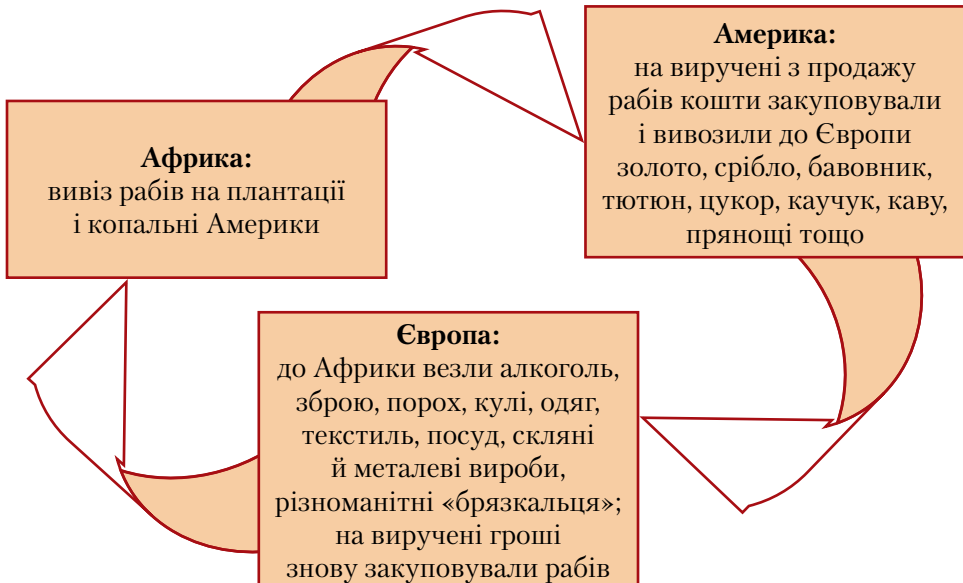 Африка:
вивіз рабів на плантації
і копальні Америки
Америка:
на виручені з продажу
рабів кошти закуповували
і вивозили до Європи
золото, срібло, бавовник,
тютюн, цукор, каучук, каву,
прянощі тощо
Європа:
до Африки везли алкоголь,
зброю, порох, кулі, одяг,
текстиль, посуд, скляні
й металеві вироби,
різноманітні «брязкальця»;
на виручені гроші
знову закуповували рабів